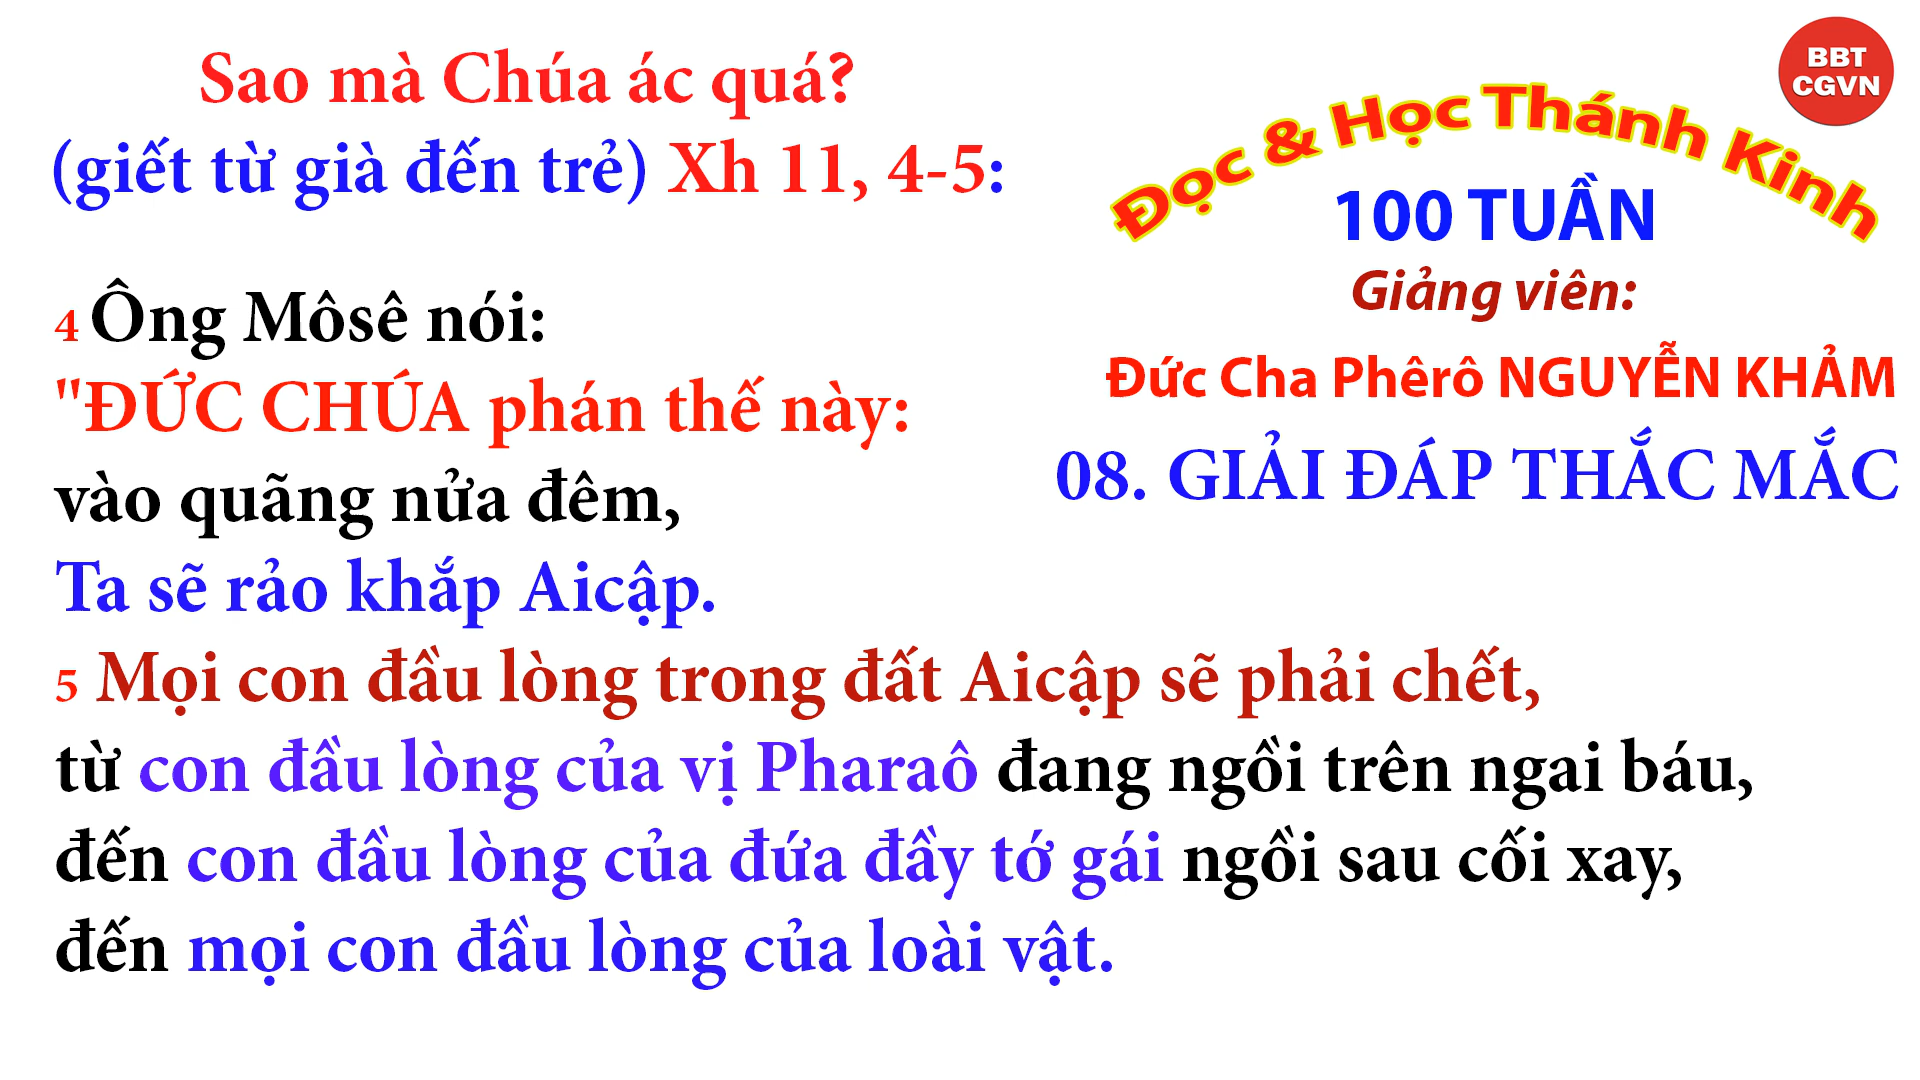 Sao mà Chúa ác quá?
(giết từ già đến trẻ) Xh 11, 4-5:
4 Ông Môsê nói:
"ĐỨC CHÚA phán thế này:
vào quãng nửa đêm,
Ta sẽ rảo khắp Aicập.
5 Mọi con đầu lòng trong đất Aicập sẽ phải chết,
từ con đầu lòng của vị Pharaô đang ngồi trên ngai báu,
đến con đầu lòng của đứa đầy tớ gái ngồi sau cối xay,
đến mọi con đầu lòng của loài vật.
BBT
CGVN
Đọc & Học Thánh Kinh
100 TUẦN
Giảng viên:
Đức Cha Phêrô NGUYỄN KHẢM
08. GIẢI ĐÁP THẮC MẮC